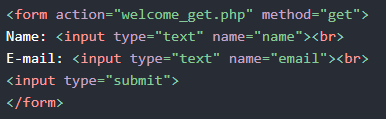 <form action="welcome_get.php" method="get">
Name: <input type="text" name="name"><br>
E-mail: <input type="text" name="email"><br>
<input type="submit">
</form>